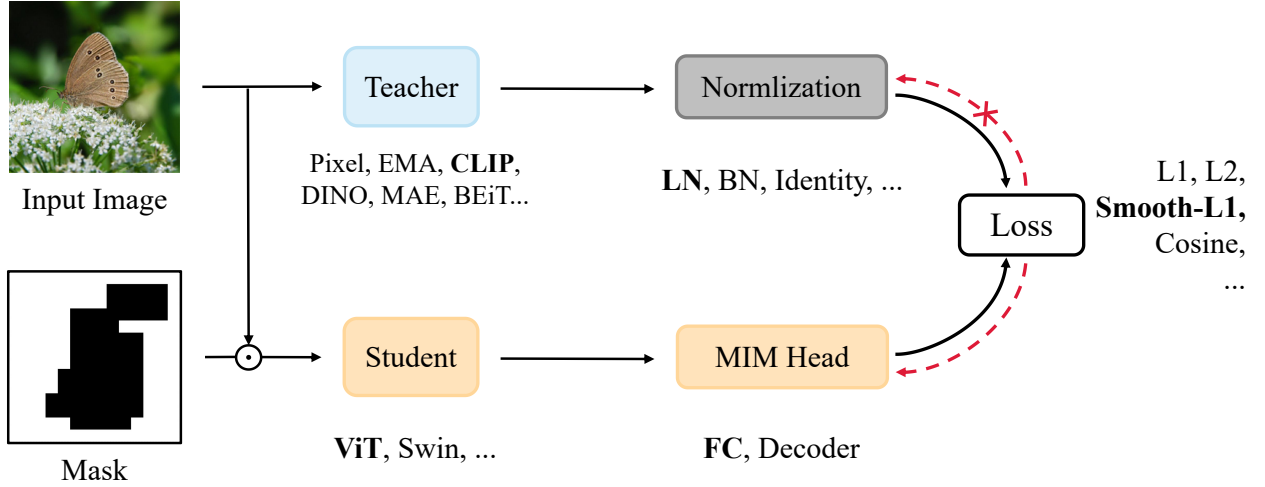 Input Image
Teacher
Pixel, EMA, CLIP,
DINO, MAE, BEiT...
Normlization
LN, BN, Identity, ...
Loss
L1, L2,
Smooth-L1,
Cosine,
...
Mask
Student
ViT, Swin, ...
MIM Head
FC, Decoder